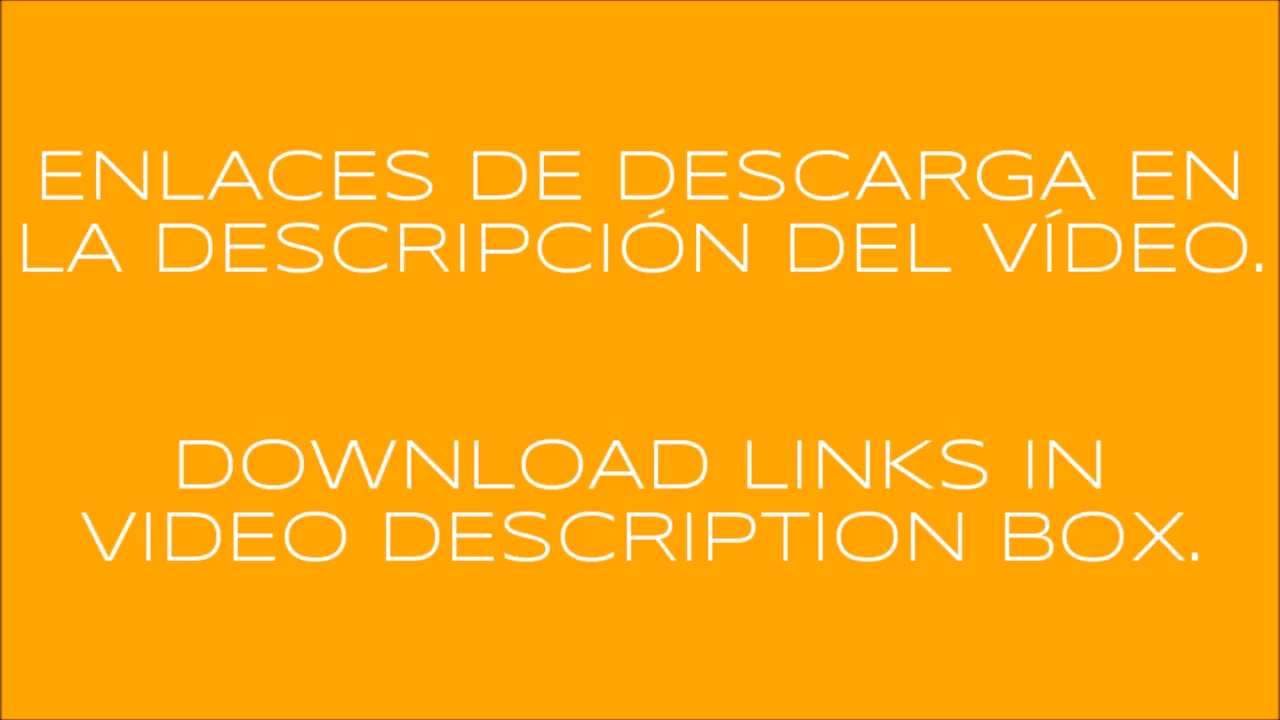 ENLACES DE DESCARGA EN
LA DESCRIPCIÓN DEL VÍDEO.
DOWNLOAD LINKS IN
VIDEO DESCRIPTION BOX.